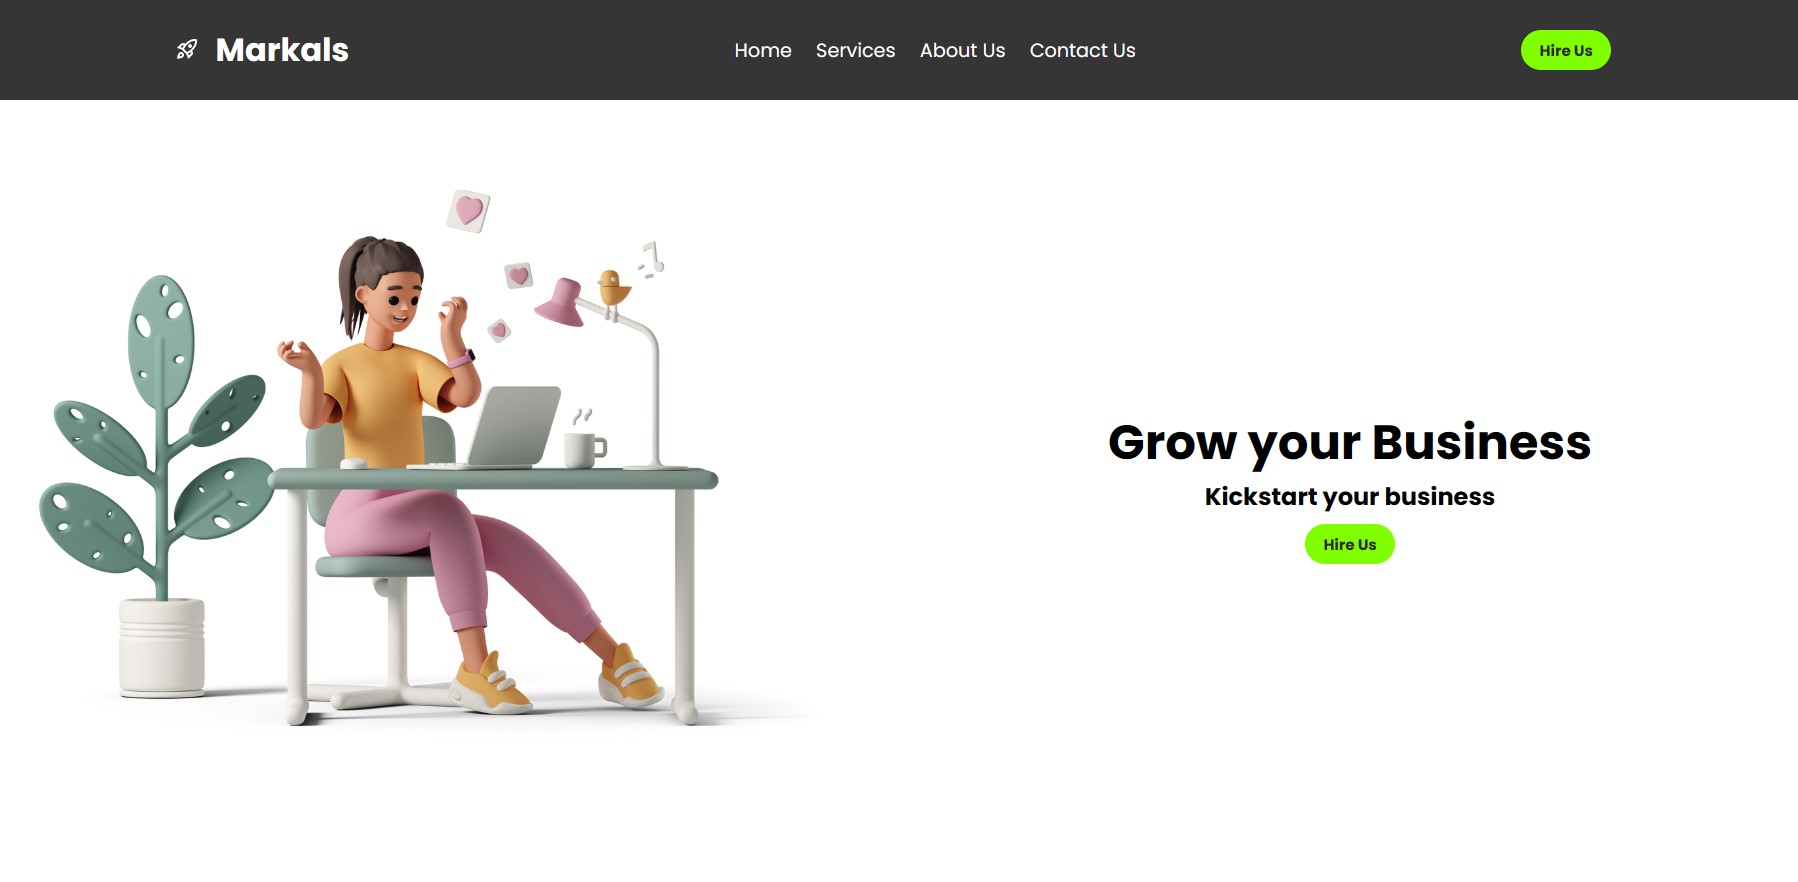 Markals
Home Services About Us Contact Us
Hire Us
Grow your Business
Kickstart your business
Hire Us